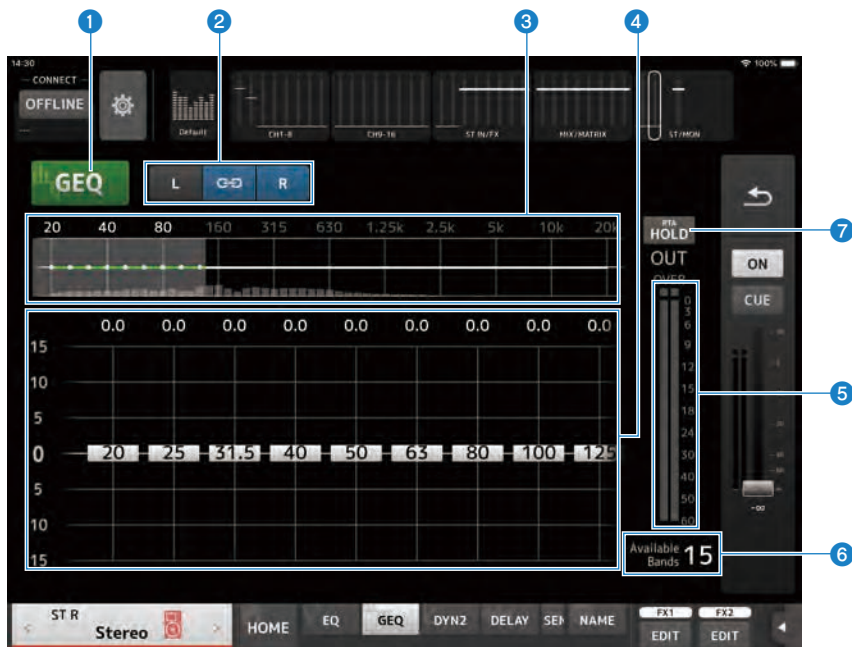 1 2 3 4
14:30 100%
CONNECT
OFFLINE
Default CH1-8 CH9-16 ST IN/FX MIX/MATRIX ST/MON
GEQ L R
20 40 80 160 315 630 1.25k 2.5k 5k 10k 20k
RTA
HOLD 7
OUT
OVER
ON
CUE
0.0 0.0 0.0 0.0 0.0 0.0 0.0 0.0 0.0
15
10
5
0 20 25 31.5 40 50 63 80 100 125
5
10
15
0
3
6
9
12
15
18
24
30
40
50
60
5
-∞
Available
Bands 15 6
ST R
Stereo
HOME EQ GEQ DYN2 DELAY SEN NAME
FX1 FX2
EDIT EDIT